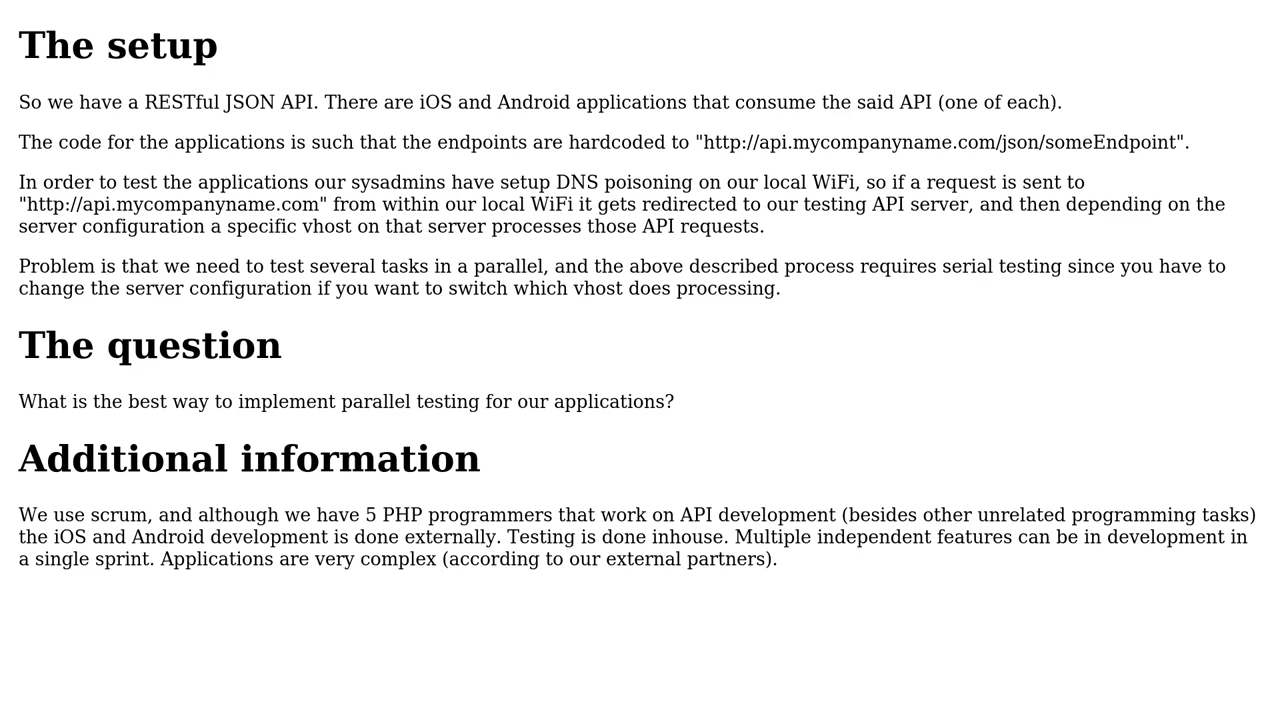 The setup
So we have a RESTful JSON API. There are iOS and Android applications that consume the said API (one of each).
The code for the applications is such that the endpoints are hardcoded to "http://api.mycompanyname.com/json/someEndpoint".
In order to test the applications our sysadmins have setup DNS poisoning on our local WiFi, so if a request is sent to
"http://api.mycompanyname.com" from within our local WiFi it gets redirected to our testing API server, and then depending on the
server configuration a specific vhost on that server processes those API requests.
Problem is that we need to test several tasks in a parallel, and the above described process requires serial testing since you have to
change the server configuration if you want to switch which vhost does processing.
The question
What is the best way to implement parallel testing for our applications?
Additional information
We use scrum, and although we have 5 PHP programmers that work on API development (besides other unrelated programming tasks)
the iOS and Android development is done externally. Testing is done inhouse. Multiple independent features can be in development in
a single sprint. Applications are very complex (according to our external partners).